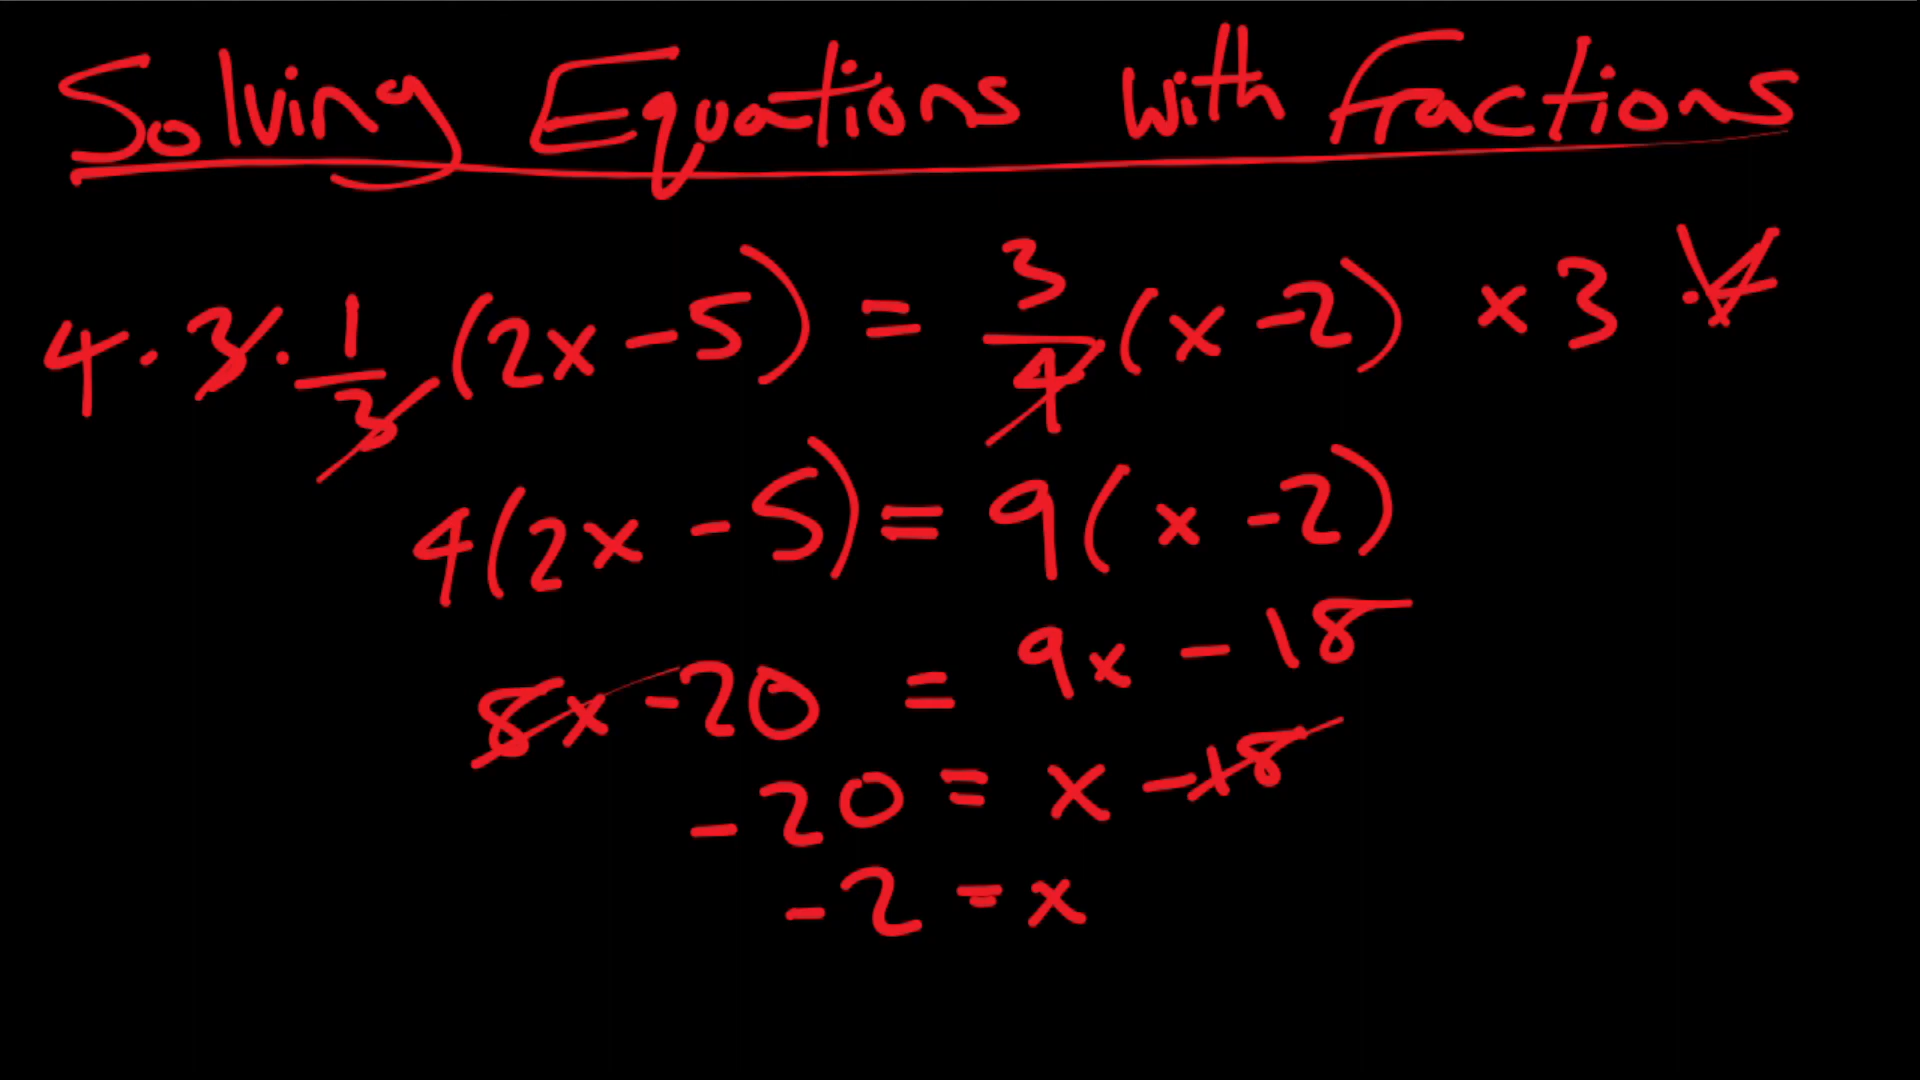 Solving Equations with fractions
4 · 3 · 1/3 (2x - 5) = 3/4 (x - 2) × 3 · 4
4(2x - 5) = 9(x - 2)
8x - 20 = 9x - 18
- 20 = x - 18
- 2 = x